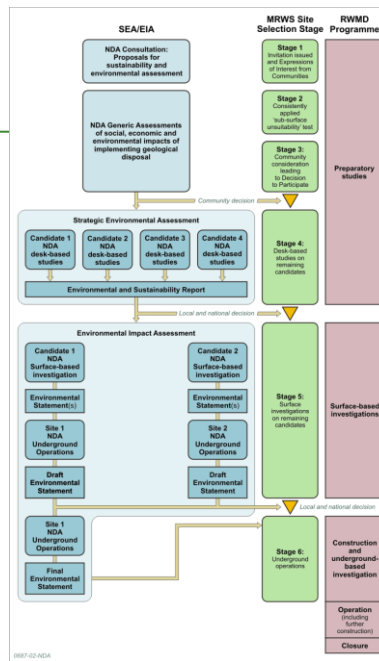 SEA/EIA
MRWS Site
Selection Stage
RWMD
Programme
NDA Consultation:
Proposals for
sustainability and
environmental assessment
NDA Generic Assessments
of social, economic and
environmental impacts of
implementing geological
disposal
Stage 1
Invitation issued and
Expressions
of Interest from
Communities
Stage 2
Consistently
applied
'sub-surface
unsuitability' test
Stage 3:
Community
consideration
leading
to Decision
to Participate
Preparatory
studies
Community decision
Strategic Environmental Assessment
Candidate 1
NDA
desk-based
studies
Candidate 2
NDA
desk-based
studies
Candidate 3
NDA
desk-based
studies
Candidate 4
NDA
desk-based
studies
Environmental and Sustainability Report
Stage 4:
Desk-based
studies on
remaining
candidates
Local and national decision
Environmental Impact Assessment
Candidate 1
NDA
Surface-based
investigation
Environmental
Statement(s)
Site 1
NDA
Underground
Operations
Draft
Environmental
Statement
Candidate 2
NDA
Surface-based
investigation
Environmental
Statement(s)
Site 2
NDA
Underground
Operations
Draft
Environmental
Statement
Stage 5:
Surface
investigations
on remaining
candidates
Surface-based
investigations
Local and national decision
Site 1
NDA
Underground
Operations
Final
Environmental
Statement
Stage 6:
Underground
operations
Construction
and
underground-
based
investigation
Operation
(including
further
construction)
Closure
0687-02-NDA